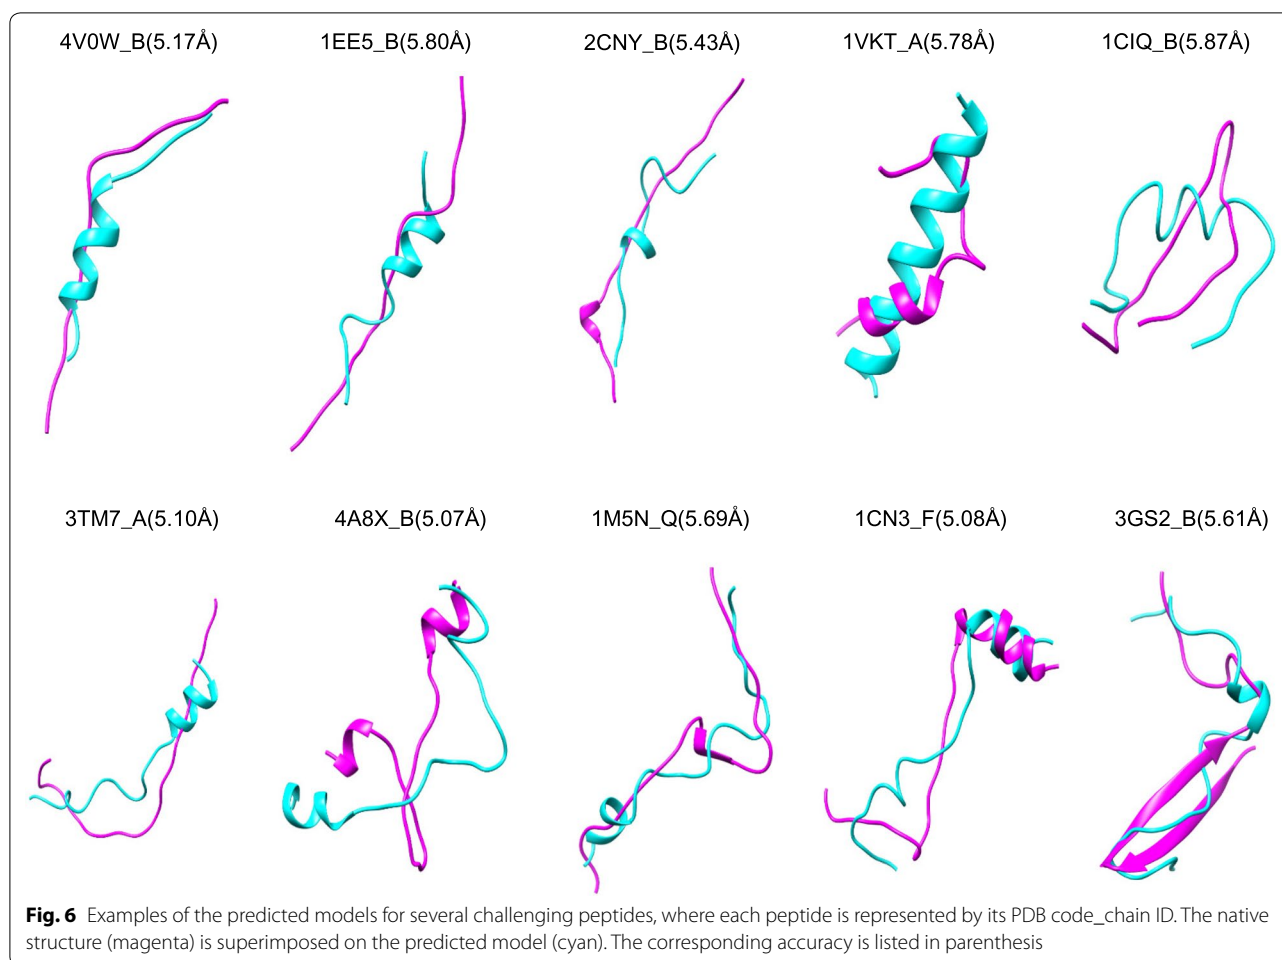 4V0W_B(5.17Å)
1EE5_B(5.80Å)
2CNY_B(5.43Å)
1VKT_A(5.78Å)
1CIQ_B(5.87Å)
3TM7_A(5.10Å)
4A8X_B(5.07Å)
1M5N_Q(5.69Å)
1CN3_F(5.08Å)
3GS2_B(5.61Å)
Fig. 6 Examples of the predicted models for several challenging peptides, where each peptide is represented by its PDB code_chain ID. The native
structure (magenta) is superimposed on the predicted model (cyan). The corresponding accuracy is listed in parenthesis